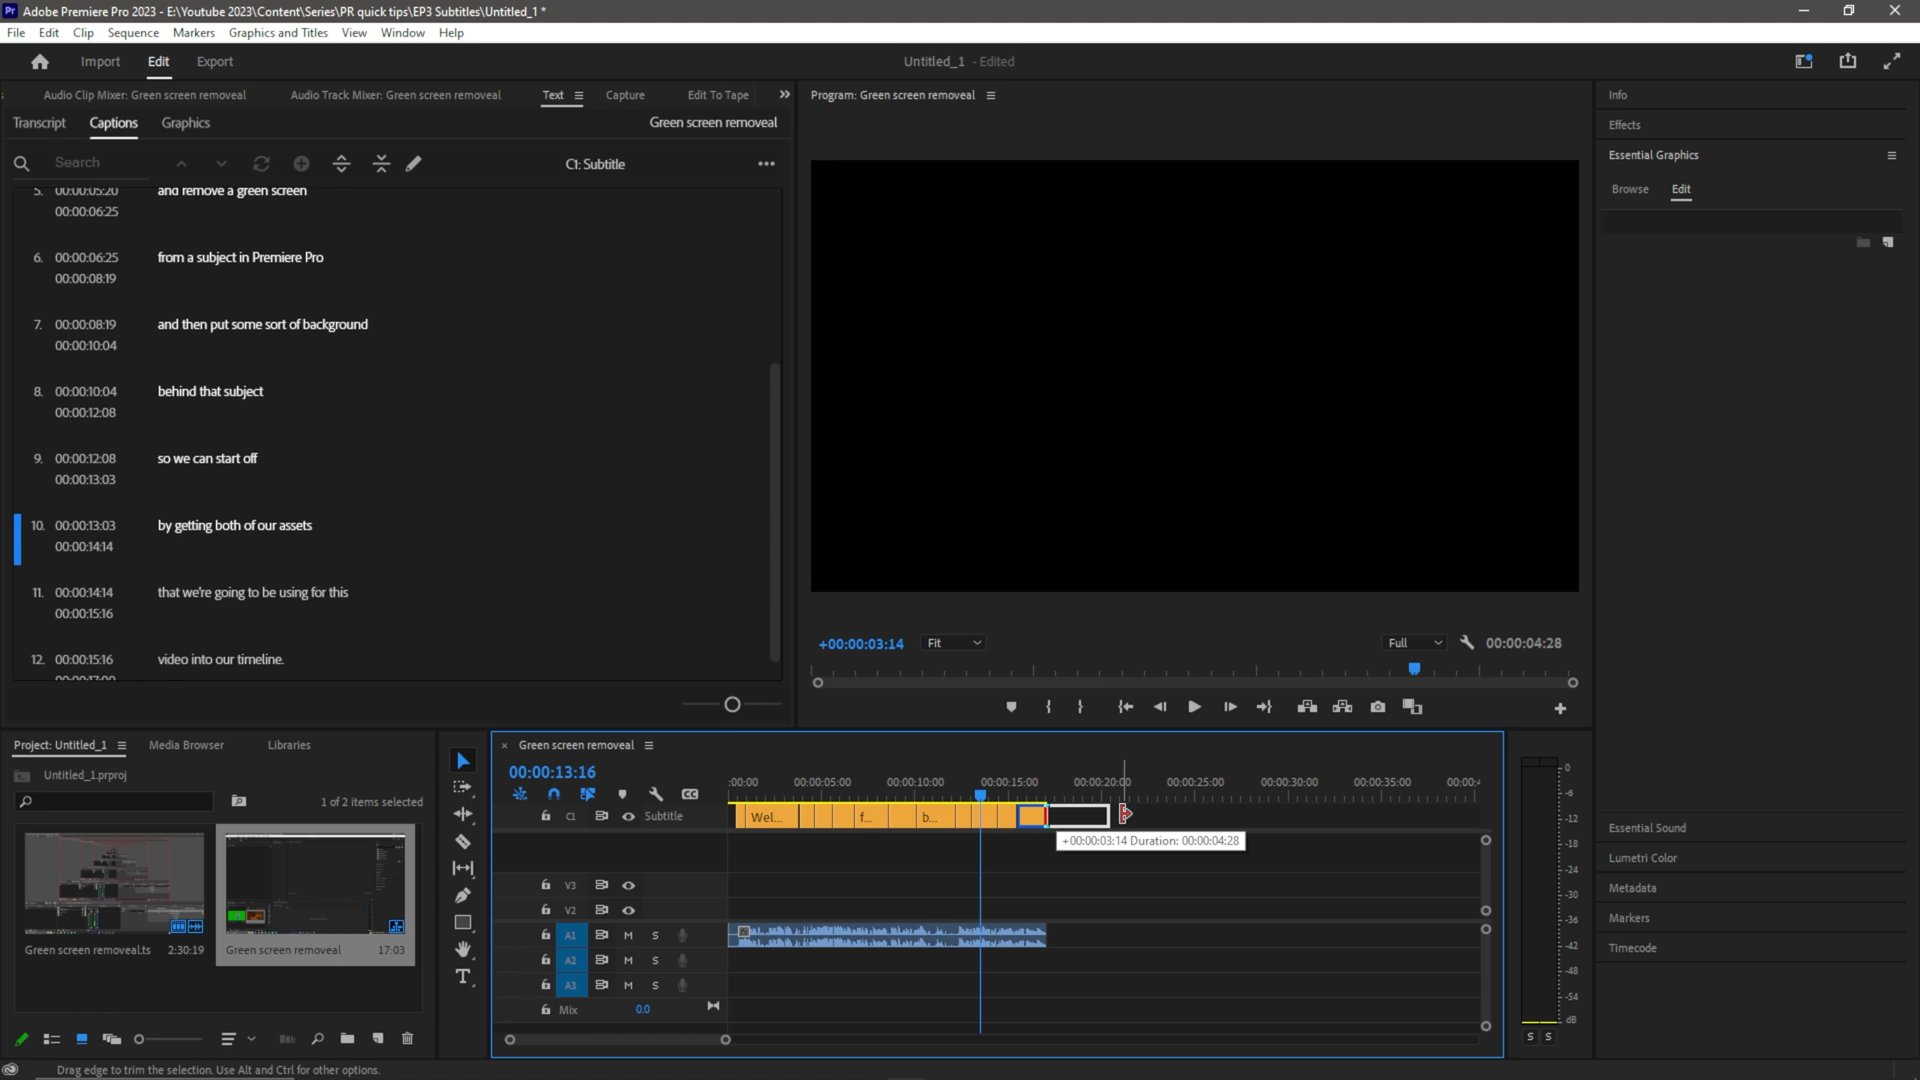 Pr Adobe Premiere Pro 2023 - E:\Youtube 2023\Content\Series\PR quick tips\EP3 Subtitles\Untitled_1 *
File Edit Clip Sequence Markers Graphics and Titles View Window Help
Import Edit Export Untitled_1 - Edited
Audio Clip Mixer: Green screen removeal Audio Track Mixer: Green screen removeal Text Capture Edit To Tape
Transcript Captions Graphics Green screen removeal
Search C1: Subtitle
5. 00:00:05:20 and remove a green screen
00:00:06:25
6. 00:00:06:25 from a subject in Premiere Pro
00:00:08:19
7. 00:00:08:19 and then put some sort of background
00:00:10:04
8. 00:00:10:04 behind that subject
00:00:12:08
9. 00:00:12:08 so we can start off
00:00:13:03
10. 00:00:13:03 by getting both of our assets
00:00:14:14
11. 00:00:14:14 that we're going to be using for this
00:00:15:16
12. 00:00:15:16 video into our timeline.
00:00:17:00
Program: Green screen removeal
+00:00:03:14 Fit Full 00:00:04:28
Info
Effects
Essential Graphics
Browse Edit
Essential Sound
Lumetri Color
Metadata
Markers
Timecode
Project: Untitled_1 Media Browser Libraries
Untitled_1.prproj
1 of 2 items selected
Green screen removeal.ts 2:30:19
Green screen removeal 17:03
Green screen removeal
00:00:13:16
:00:00 00:00:05:00 00:00:10:00 00:00:15:00 00:00:20:00 00:00:25:00 00:00:30:00 00:00:35:00 00:00:4
C1 Subtitle Wel... f... b...
+00:00:03:14 Duration: 00:00:04:28
V3
V2
A1 M S
A2 M S
A3 M S
Mix 0.0
0
-6
-12
-18
-24
-30
-36
-42
-48
-54
dB
S S
Drag edge to trim the selection. Use Alt and Ctrl for other options.